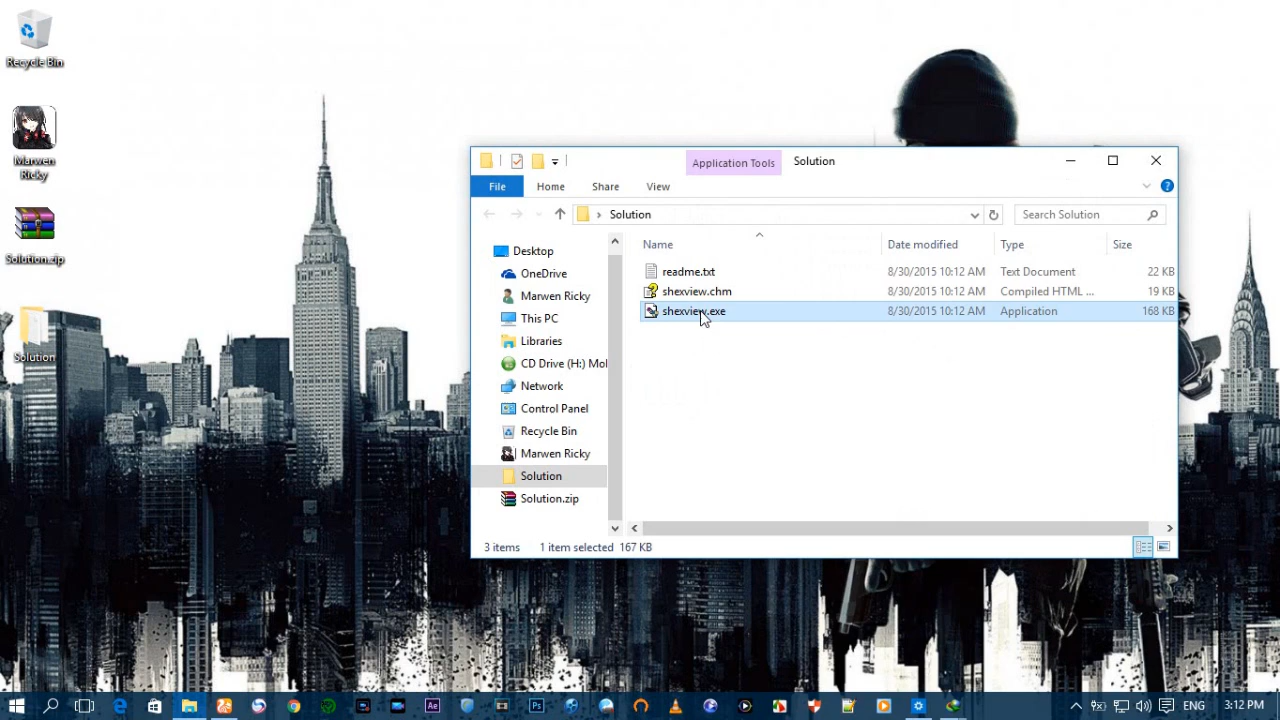 Recycle Bin
Marwen
Ricky
Solution.zip
Solution
Application Tools
Solution
File
Home
Share
View
Solution
Search Solution
Desktop
OneDrive
Marwen Ricky
This PC
Libraries
CD Drive (H:) Mol
Network
Control Panel
Recycle Bin
Marwen Ricky
Solution
Solution.zip
Name
Date modified
Type
Size
readme.txt
8/30/2015 10:12 AM
Text Document
22 KB
shexview.chm
8/30/2015 10:12 AM
Compiled HTML ...
19 KB
shexview.exe
8/30/2015 10:12 AM
Application
168 KB
3 items
1 item selected 167 KB
Ae
Ps
ENG
3:12 PM